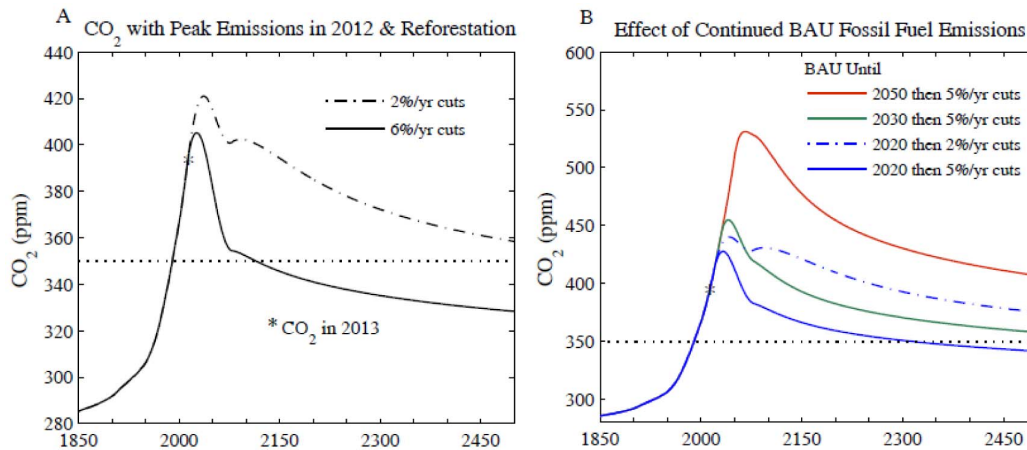 A
CO2 with Peak Emissions in 2012 & Reforestation
440
420
400
380
360
340
320
300
280
CO2 (ppm)
2%/yr cuts
6%/yr cuts
* CO2 in 2013
1850 2000 2150 2300 2450
B
Effect of Continued BAU Fossil Fuel Emissions
600
550
500
450
400
350
300
CO2 (ppm)
BAU Until
2050 then 5%/yr cuts
2030 then 5%/yr cuts
2020 then 2%/yr cuts
2020 then 5%/yr cuts
1850 2000 2150 2300 2450